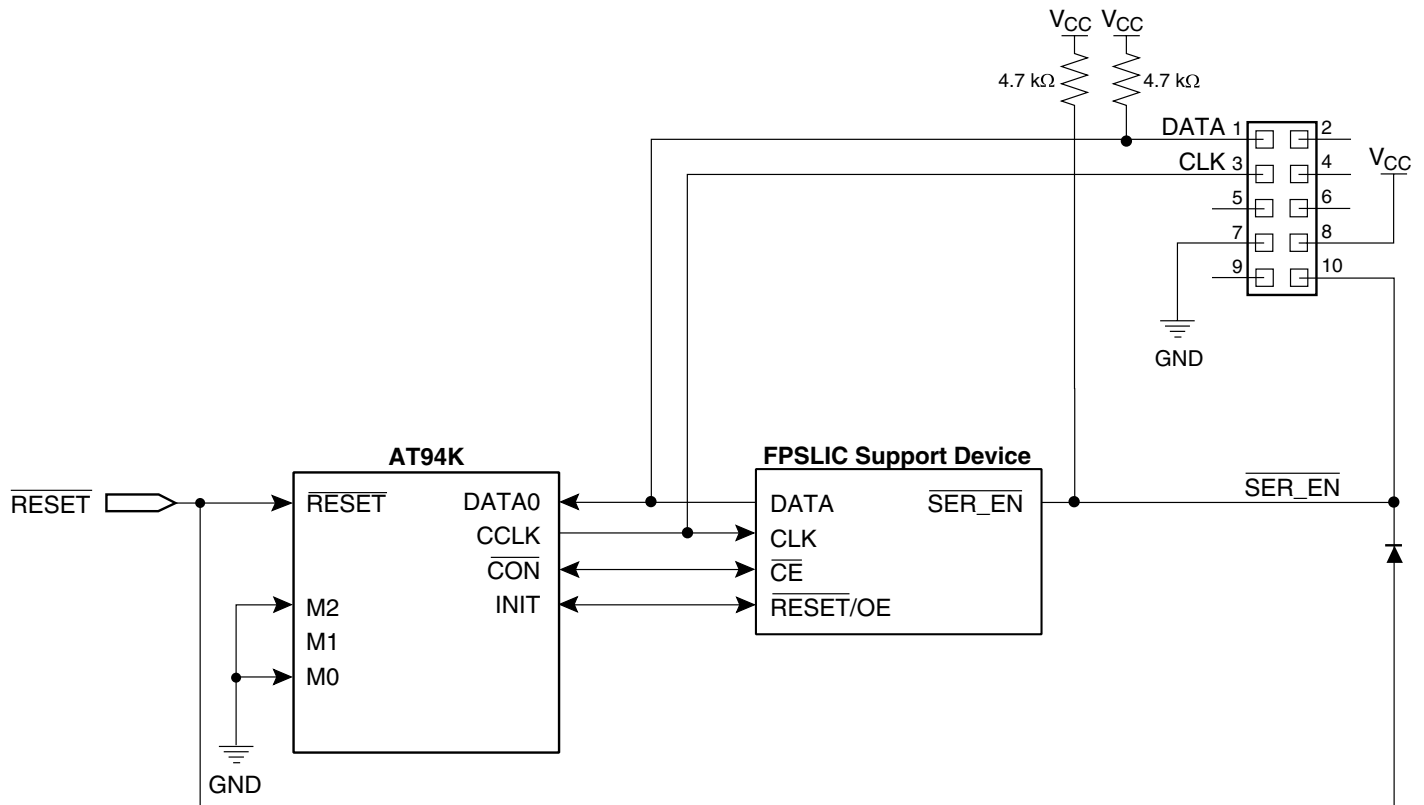 VCC VCC
4.7 kΩ 4.7 kΩ
DATA 1 2
CLK 3 4
VCC
5 6
7 8
9 10
GND
AT94K
FPSLIC Support Device
RESET
RESET
DATA0
DATA
SER_EN
SER_EN
CCLK
CLK
CON
CE
M2
INIT
RESET/OE
M1
M0
GND